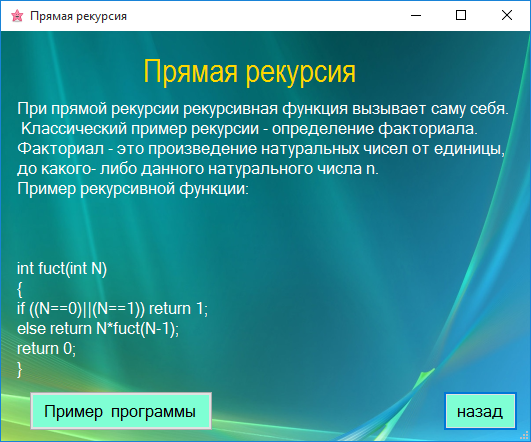 Прямая рекурсия
Прямая рекурсия
При прямой рекурсии рекурсивная функция вызывает саму себя.
Классический пример рекурсии - определение факториала.
Факториал - это произведение натуральных чисел от единицы,
до какого- либо данного натурального числа n.
Пример рекурсивной функции:
int fuct(int N)
{
if ((N==0)||(N==1)) return 1;
else return N*fuct(N-1);
return 0;
}
Пример программы
назад